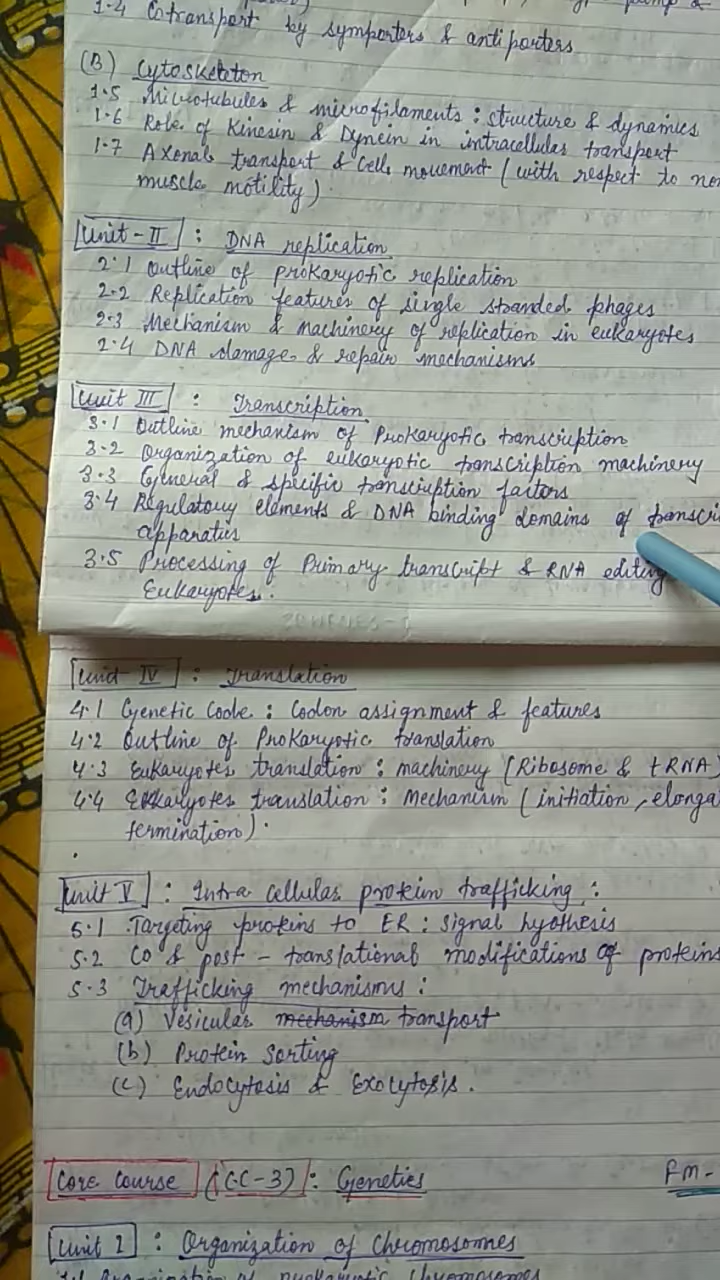 1.4 Cotransport by symporters & antiporters
(B) Cytoskeleton
1.5 Microtubules & microfilaments : structure & dynamics
1.6 Role of Kinesin & Dynein in intracellular transport
1.7 Axonal transport & Cell movement (with respect to
muscle motility)
Unit-II : DNA replication
2.1 Outline of prokaryotic replication
2.2 Replication features of single stranded phages
2.3 Mechanism & machinery of replication in eukaryotes
2.4 DNA damage & repair mechanisms
Unit III : Transcription
3.1 Outline mechanism of Prokaryotic transcription
3.2 Organization of eukaryotic transcription machinery
3.3 General & specific transcription factors
3.4 Regulatory elements & DNA binding domains of transcri
apparatus
3.5 Processing of Primary transcript & RNA editing
Eukaryotes.
Unit IV : Translation
4.1 Genetic Code : Codon assignment & features
4.2 Outline of Prokaryotic translation
4.3 Eukaryotes translation : machinery (Ribosome & tRNA)
4.4 Eukaryotes translation : Mechanism (initiation, elonga
termination).
Unit V : Intra cellular protein trafficking :
5.1 Targeting proteins to ER : signal hyothesis
5.2 Co & post - translational modifications of proteins
5.3 Trafficking mechanisms :
(a) Vesicular mechanism transport
(b) Protein sorting
(c) Endocytosis & Exocytosis.
Core Course (CC-3) : Genetics FM-
Unit 1 : Organization of Chromosomes